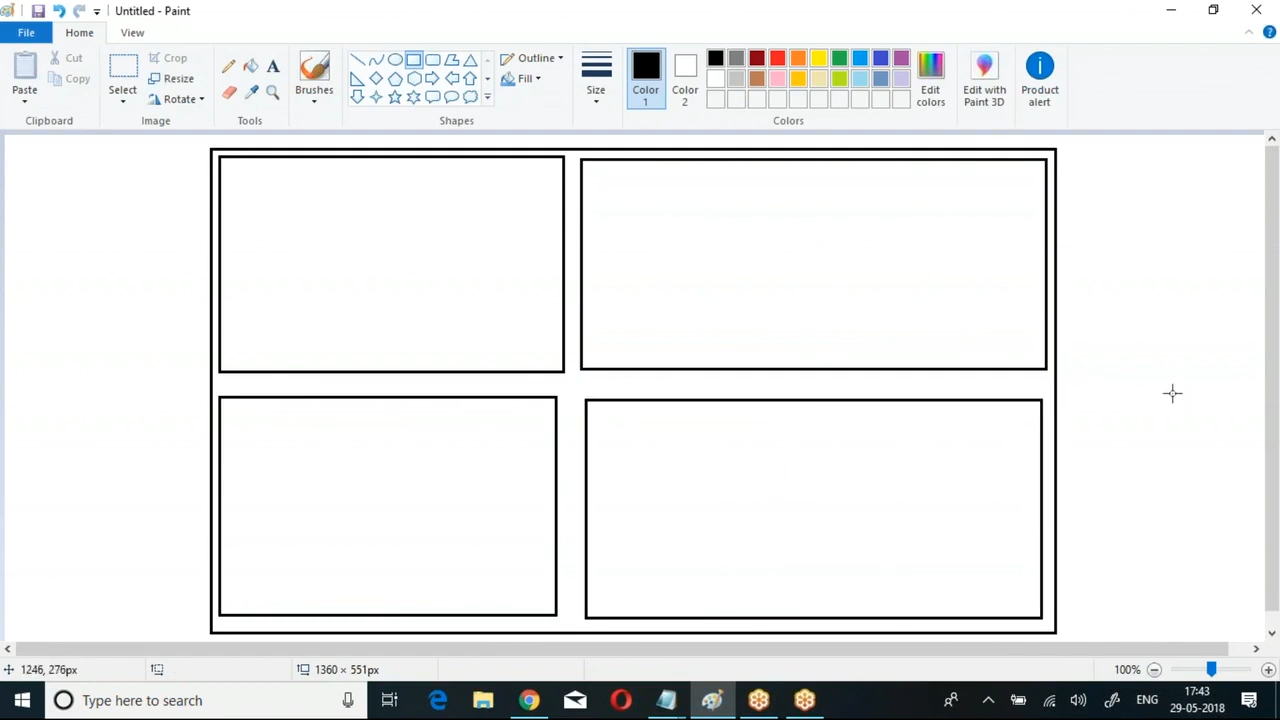 Untitled - Paint
File
Home
View
Paste
Cut
Copy
Clipboard
Select
Crop
Resize
Rotate
Image
Tools
Brushes
Shapes
Outline
Fill
Size
Color 1
Color 2
Edit colors
Colors
Edit with Paint 3D
Product alert
1246, 276px
1360 × 551px
100%
Type here to search
ENG
17:43
29-05-2018